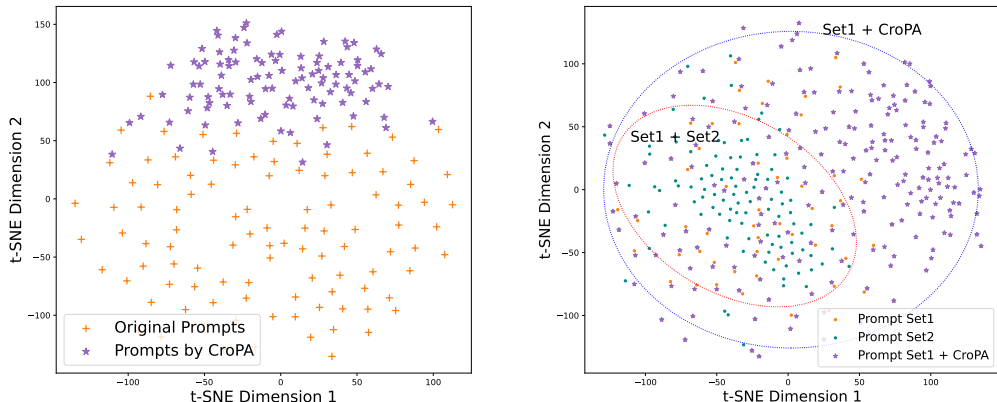 150
100
50
0
−50
−100
−100
−50
0
50
100
t-SNE Dimension 2
t-SNE Dimension 1
Original Prompts
Prompts by CroPA
100
50
0
−50
−100
−100
−50
0
50
100
t-SNE Dimension 2
t-SNE Dimension 1
Set1 + CroPA
Set1 + Set2
Prompt Set1
Prompt Set2
Prompt Set1 + CroPA